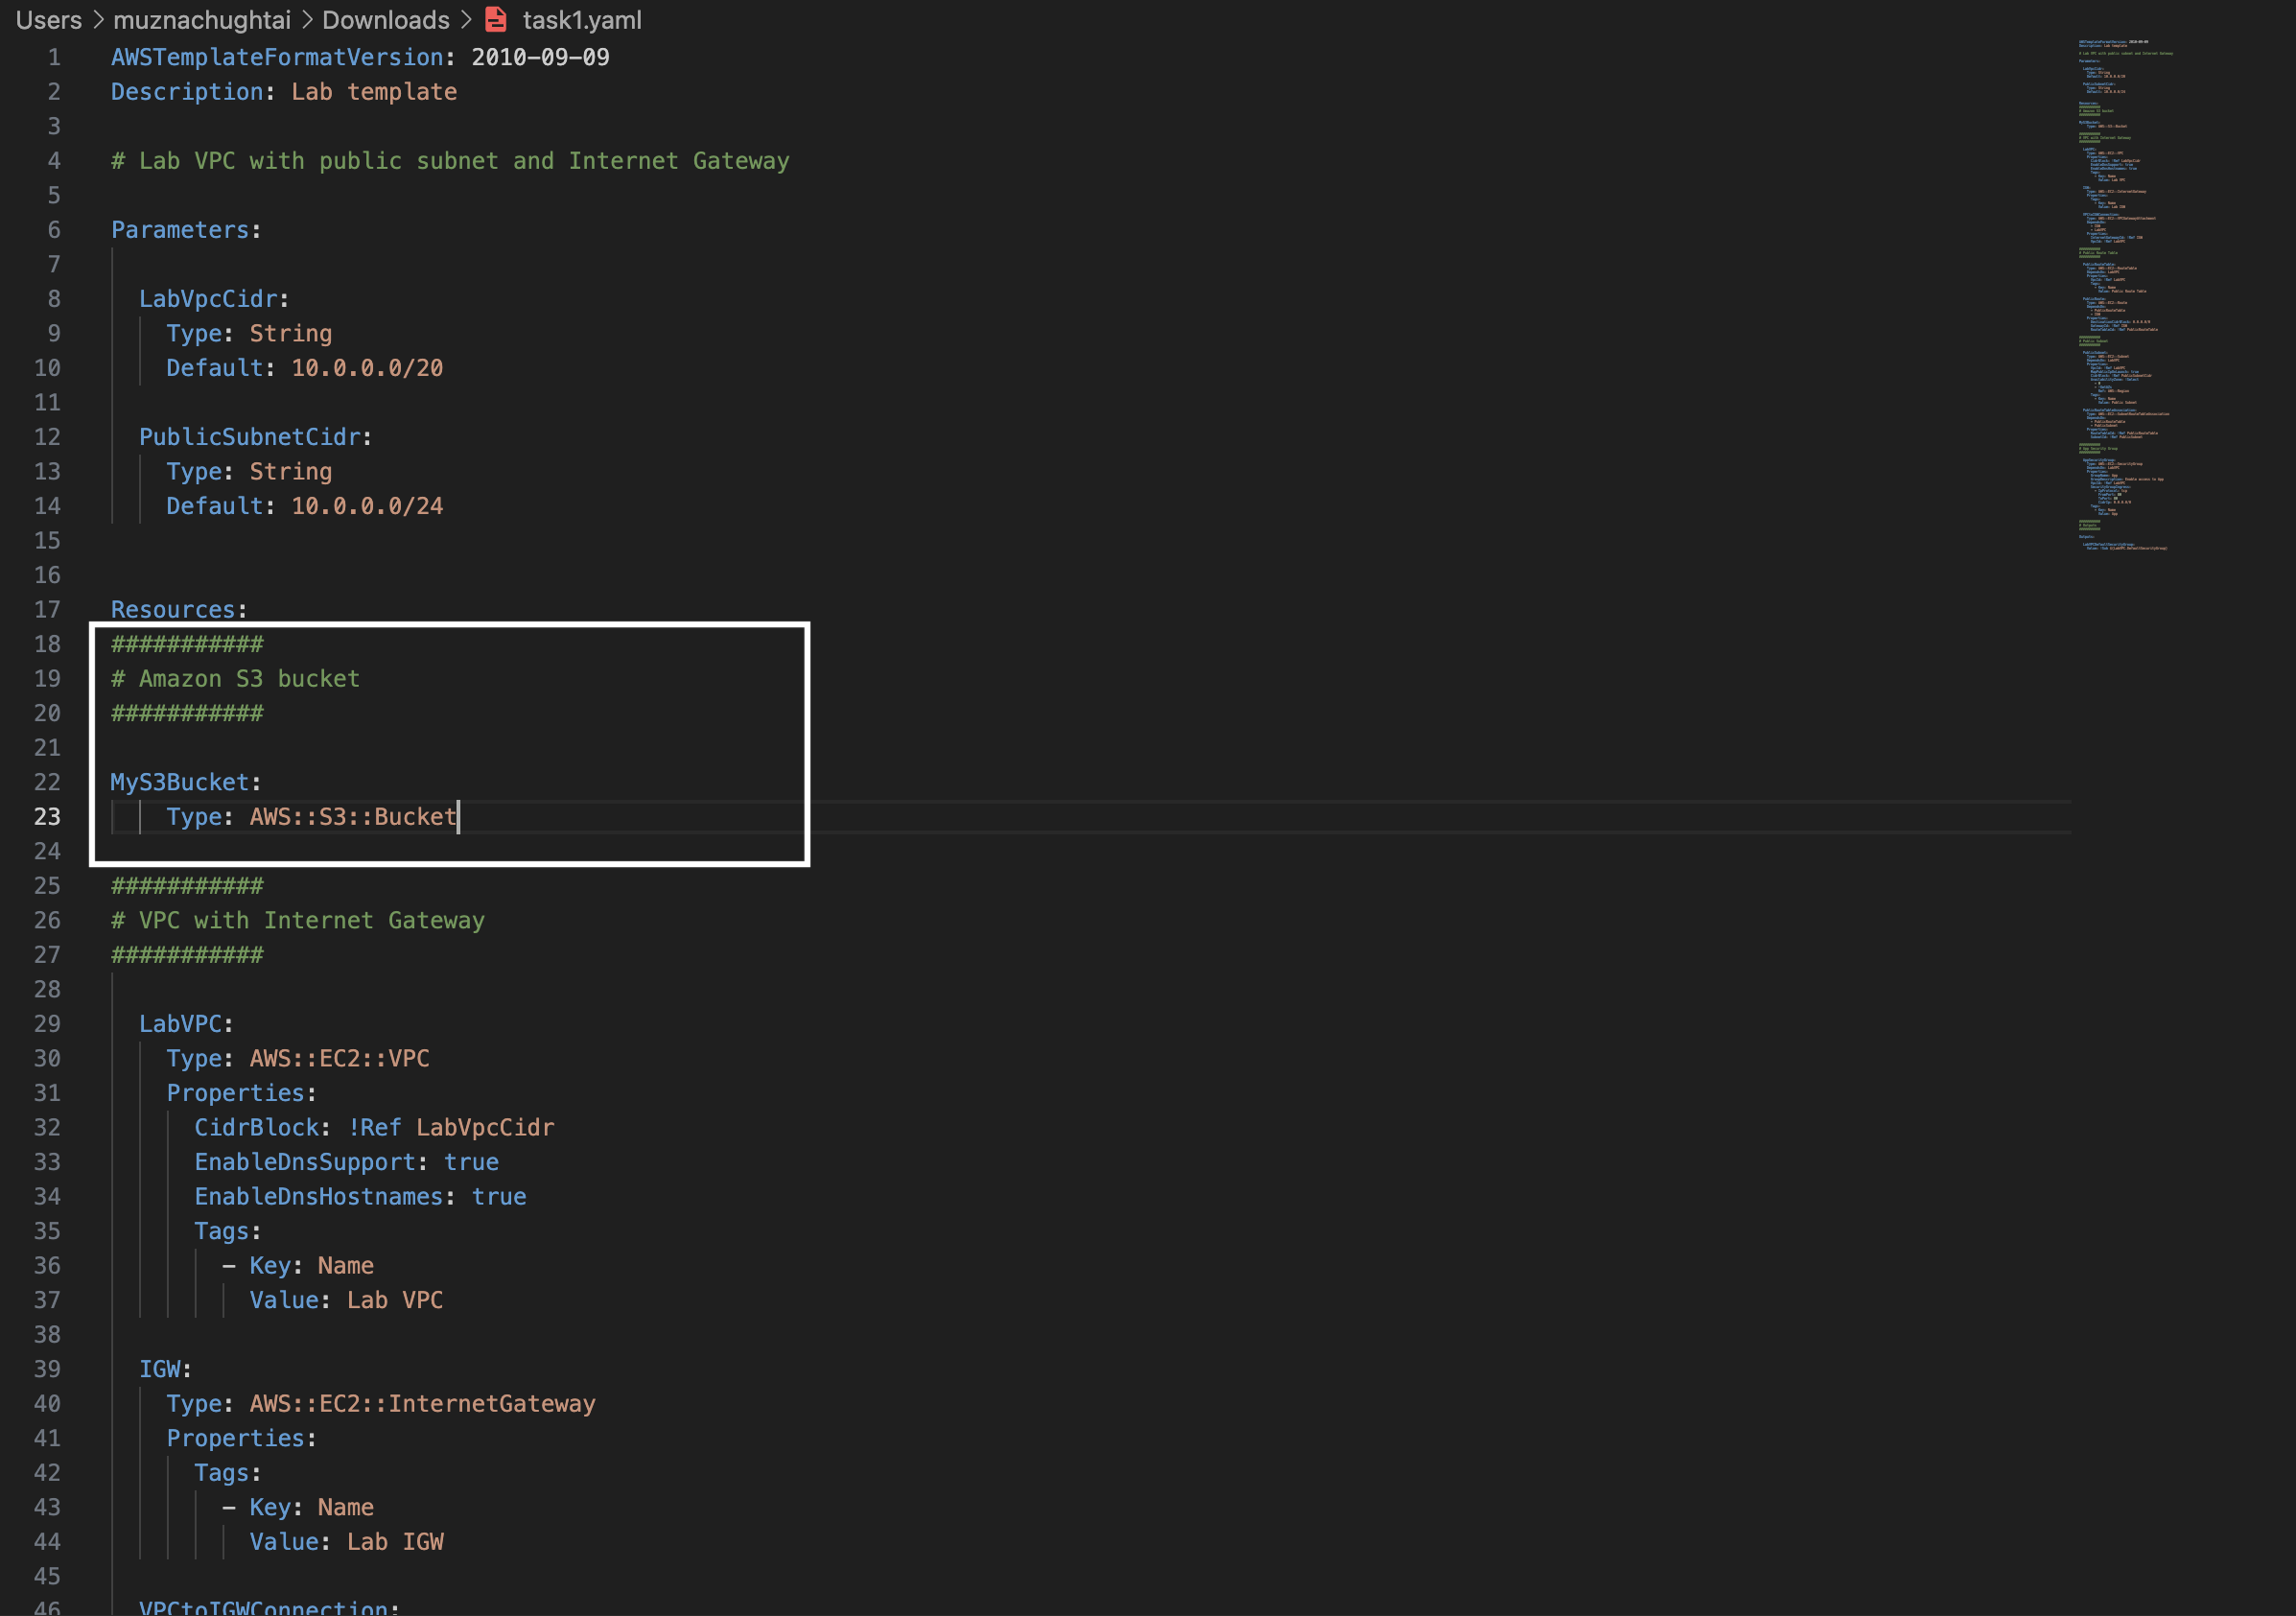 Users > muznachughtai > Downloads > task1.yaml
1 AWSTemplateFormatVersion: 2010-09-09
2 Description: Lab template
3
4 # Lab VPC with public subnet and Internet Gateway
5
6 Parameters:
7
8   LabVpcCidr:
9     Type: String
10     Default: 10.0.0.0/20
11
12   PublicSubnetCidr:
13     Type: String
14     Default: 10.0.0.0/24
15
16
17 Resources:
18 ###########
19 # Amazon S3 bucket
20 ###########
21
22 MyS3Bucket:
23     Type: AWS::S3::Bucket
24
25 ###########
26 # VPC with Internet Gateway
27 ###########
28
29   LabVPC:
30     Type: AWS::EC2::VPC
31     Properties:
32       CidrBlock: !Ref LabVpcCidr
33       EnableDnsSupport: true
34       EnableDnsHostnames: true
35       Tags:
36         - Key: Name
37           Value: Lab VPC
38
39   IGW:
40     Type: AWS::EC2::InternetGateway
41     Properties:
42       Tags:
43         - Key: Name
44           Value: Lab IGW
45
46   VPCtoIGWConnection: